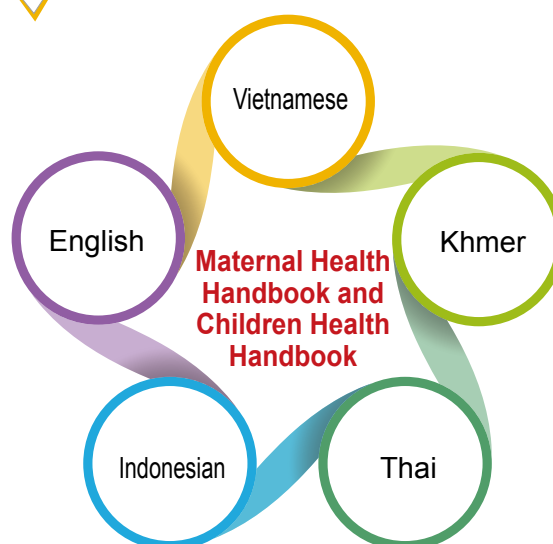 Vietnamese
English
Khmer
Maternal Health
Handbook and
Children Health
Handbook
Indonesian
Thai